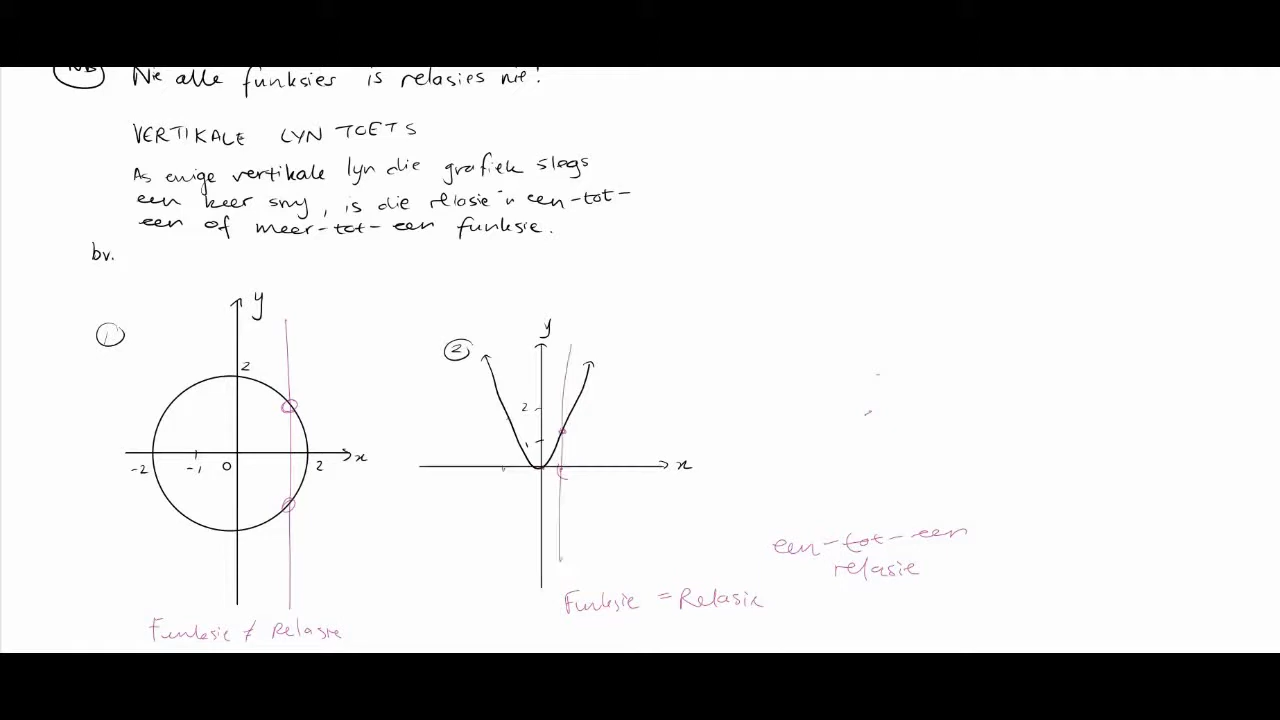 NB Nie alle funksies is relasies nie!
VERTIKALE LYN TOETS
As enige vertikale lyn die grafiek slegs
een keer sny, is die relasie 'n een-tot-
een of meer-tot-een funksie.
bv.
1
y
2
-2 -1 0 2 x
Funksie ≠ Relasie
2
y
2
1
x
Funksie = Relasie
een-tot-een
relasie